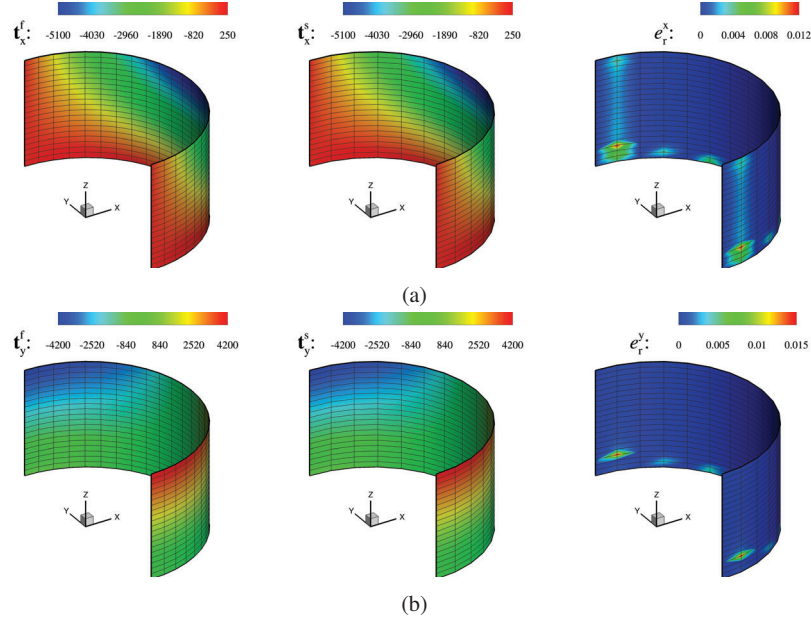 t_x^f: -5100 -4030 -2960 -1890 -820 250
t_x^s: -5100 -4030 -2960 -1890 -820 250
e_r^x: 0 0.004 0.008 0.012
Z
Y X
Z
Y X
Z
Y X
(a)
t_y^f: -4200 -2520 -840 840 2520 4200
t_y^s: -4200 -2520 -840 840 2520 4200
e_r^y: 0 0.005 0.01 0.015
Z
Y X
Z
Y X
Z
Y X
(b)